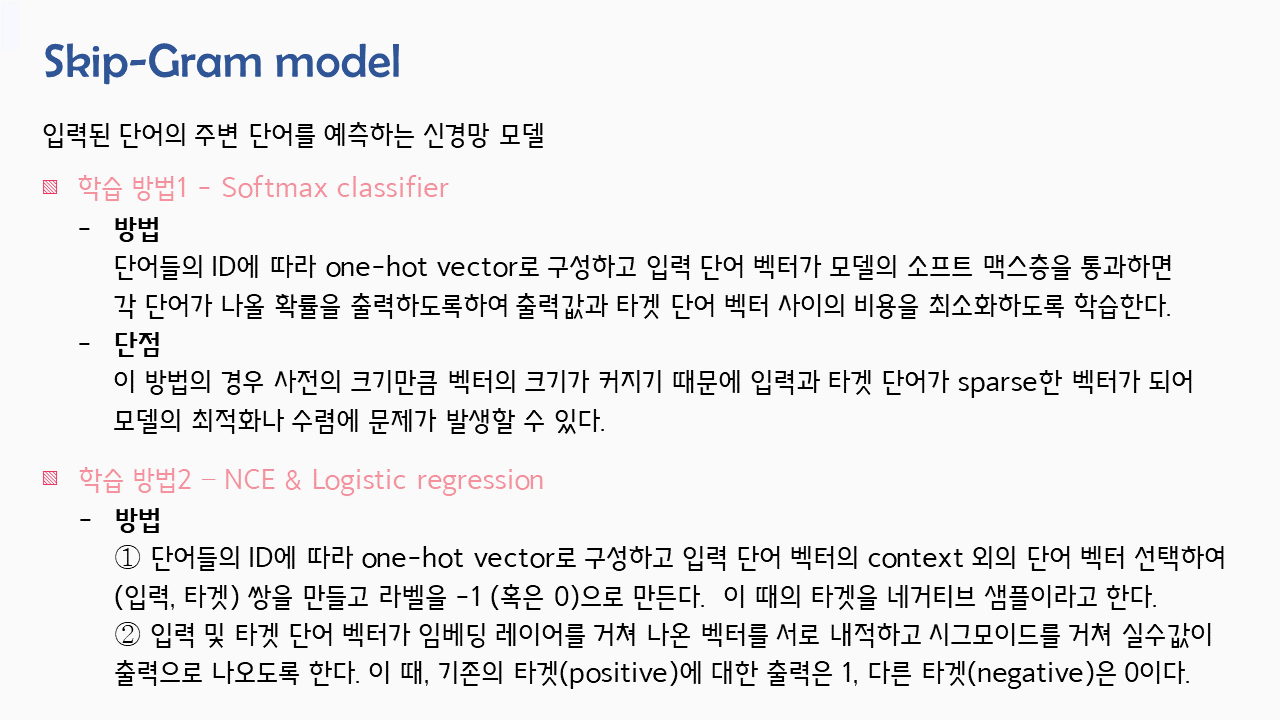 Skip-Gram model
입력된 단어의 주변 단어를 예측하는 신경망 모델
학습 방법1 - Softmax classifier
- 방법
단어들의 ID에 따라 one-hot vector로 구성하고 입력 단어 벡터가 모델의 소프트 맥스층을 통과하면
각 단어가 나올 확률을 출력하도록하여 출력값과 타겟 단어 벡터 사이의 비용을 최소화하도록 학습한다.
- 단점
이 방법의 경우 사전의 크기만큼 벡터의 크기가 커지기 때문에 입력과 타겟 단어가 sparse한 벡터가 되어
모델의 최적화나 수렴에 문제가 발생할 수 있다.
학습 방법2 – NCE & Logistic regression
- 방법
① 단어들의 ID에 따라 one-hot vector로 구성하고 입력 단어 벡터의 context 외의 단어 벡터 선택하여
(입력, 타겟) 쌍을 만들고 라벨을 -1 (혹은 0)으로 만든다. 이 때의 타겟을 네거티브 샘플이라고 한다.
② 입력 및 타겟 단어 벡터가 임베딩 레이어를 거쳐 나온 벡터를 서로 내적하고 시그모이드를 거쳐 실수값이
출력으로 나오도록 한다. 이 때, 기존의 타겟(positive)에 대한 출력은 1, 다른 타겟(negative)은 0이다.